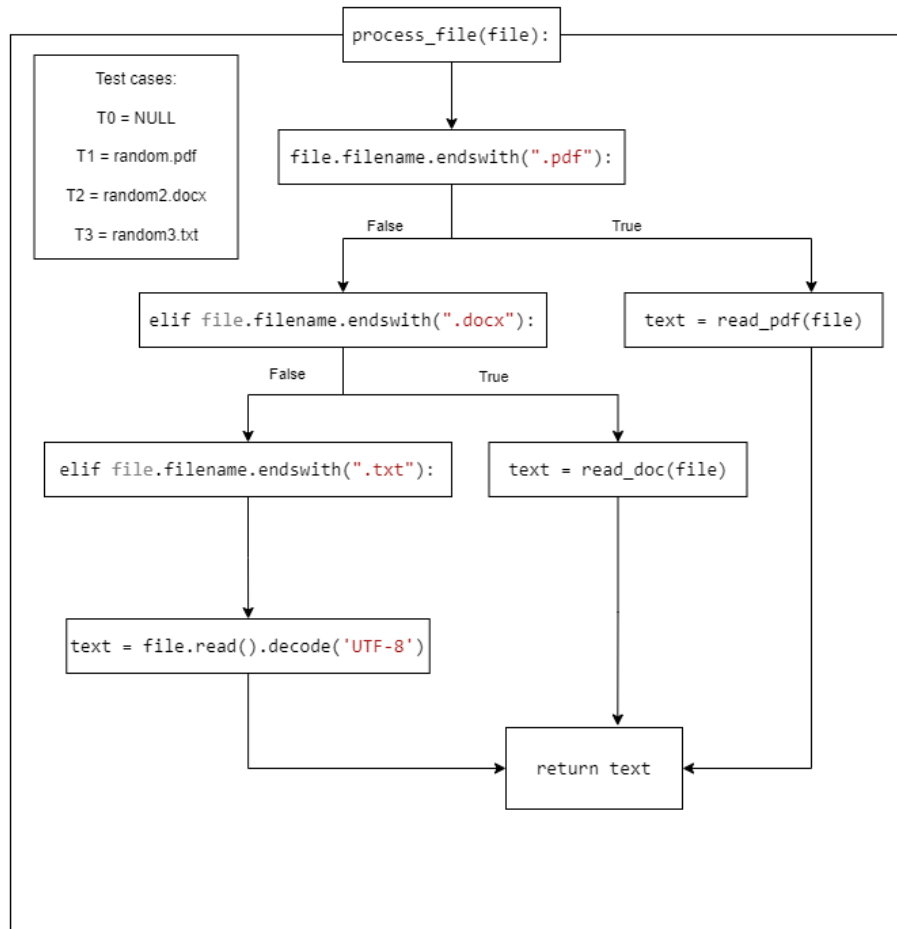 process_file(file):
Test cases:
T0 = NULL
T1 = random.pdf
T2 = random2.docx
T3 = random3.txt
file.filename.endswith(".pdf"):
False
True
elif file.filename.endswith(".docx"):
text = read_pdf(file)
False
True
elif file.filename.endswith(".txt"):
text = read_doc(file)
text = file.read().decode('UTF-8')
return text